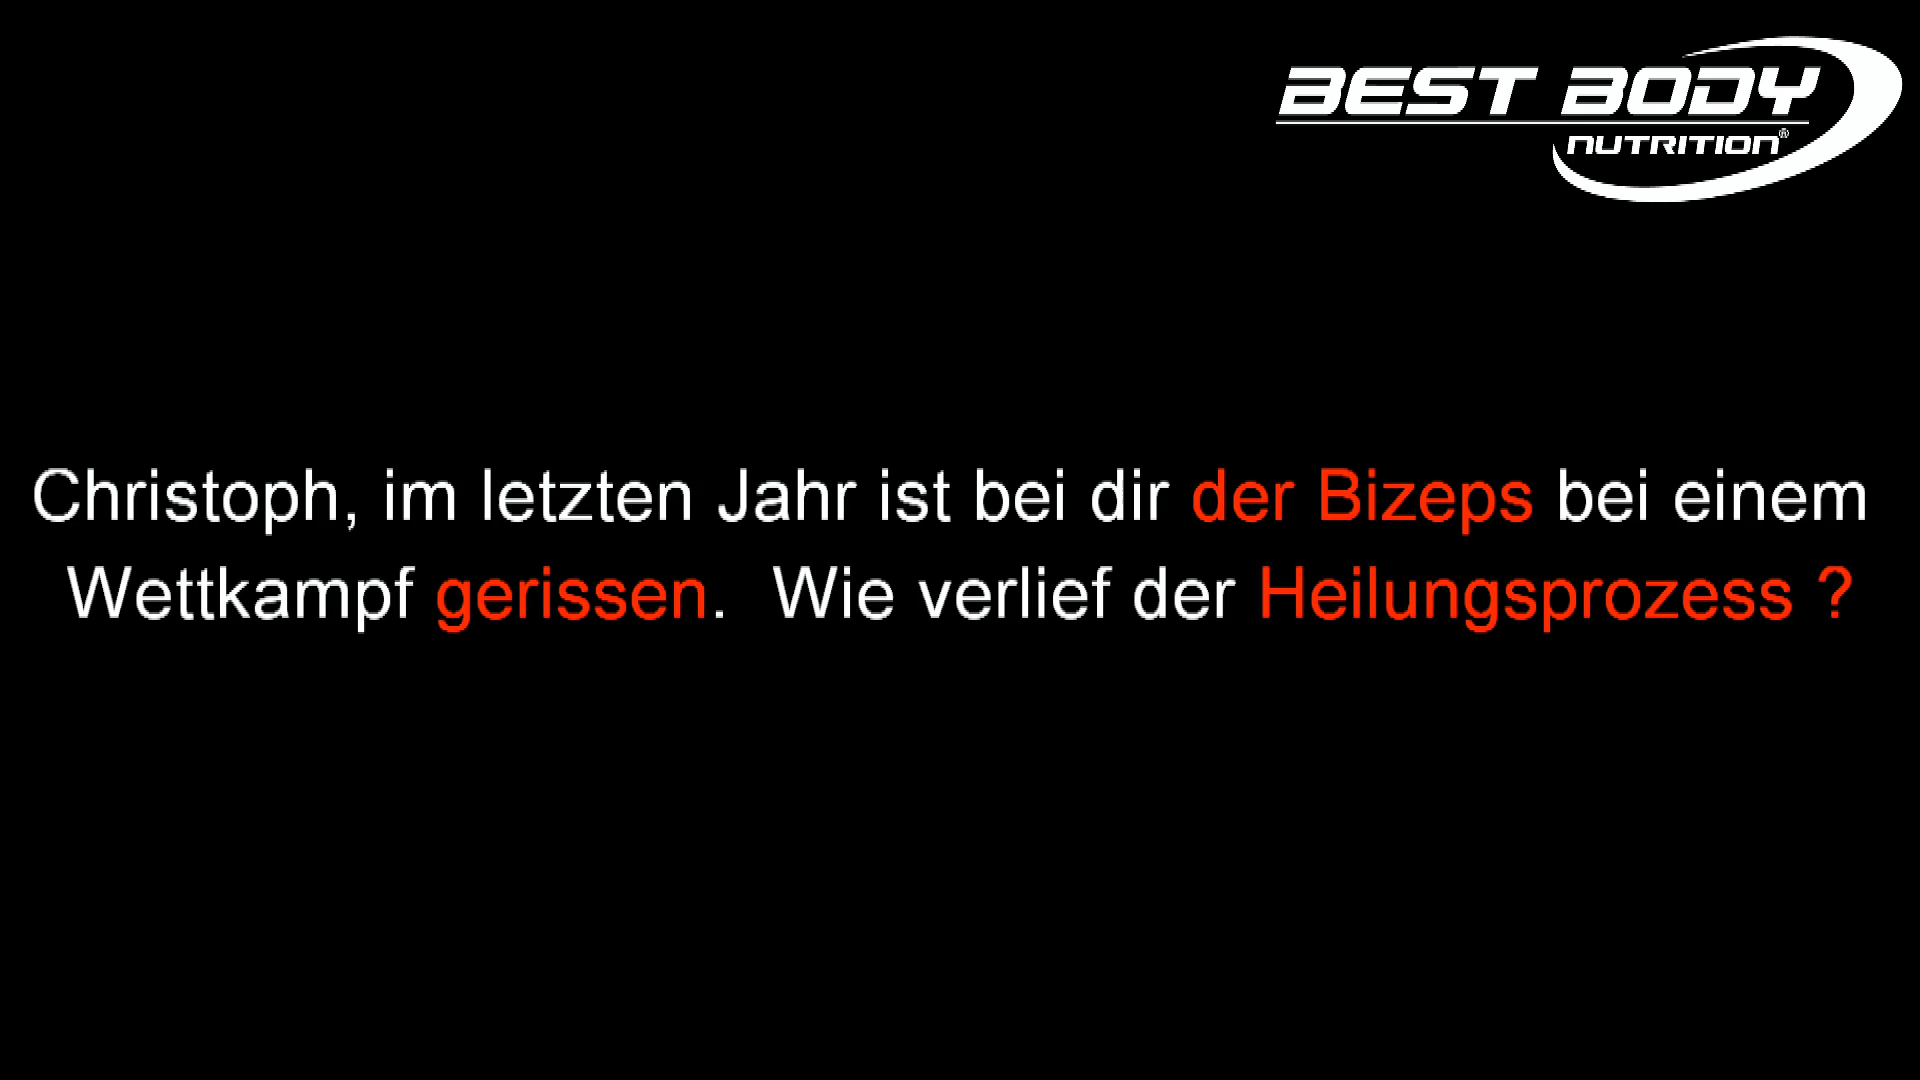 BEST BODY
NUTRITION®
Christoph, im letzten Jahr ist bei dir der Bizeps bei einem
Wettkampf gerissen.  Wie verlief der Heilungsprozess ?